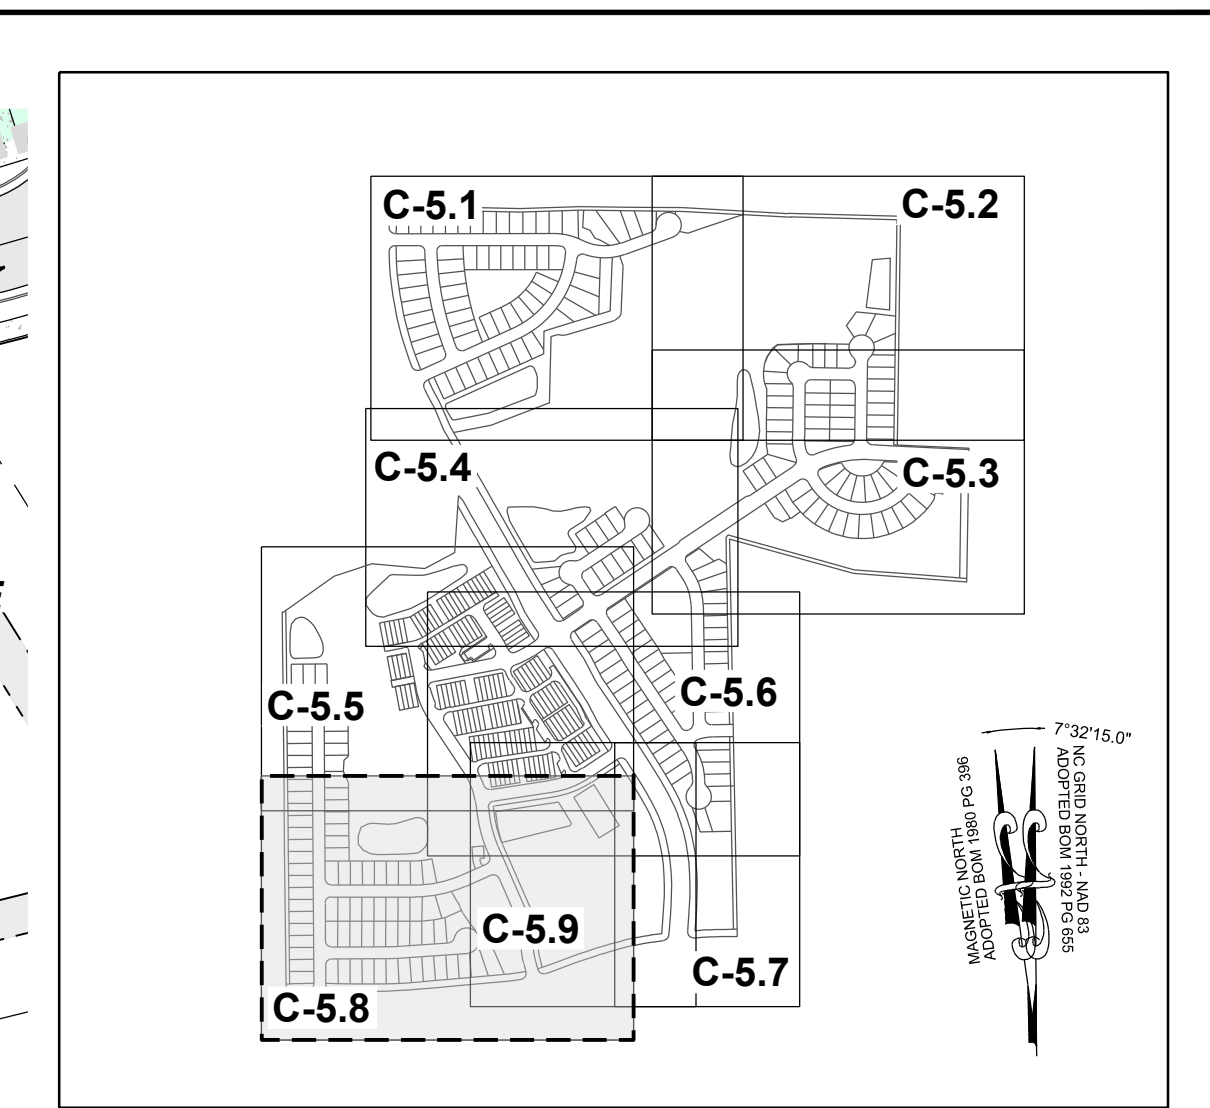 C-5.1
C-5.2
C-5.4
C-5.3
C-5.5
C-5.6
C-5.9
C-5.7
C-5.8
7°32'15.0"
MAGNETIC NORTH
ADOPTED BOM 1980 PG 396
NC GRID NORTH - NAD 83
ADOPTED BOM 1992 PG 655